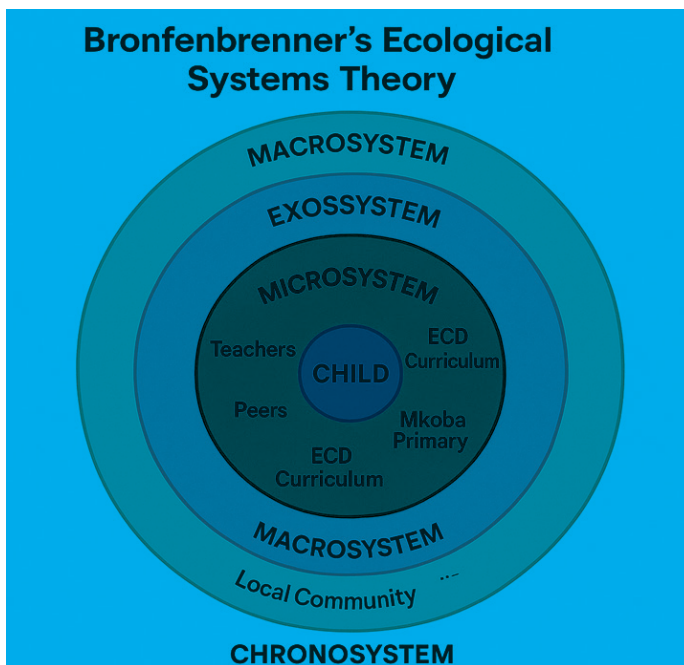 Bronfenbrenner's Ecological
Systems Theory
MACROSYSTEM
EXOSSYSTEM
MICROSYSTEM
Teachers
ECD
Curriculum
CHILD
Peers
Mkoba
Primary
ECD
Curriculum
MACROSYSTEM
Local Community ...
CHRONOSYSTEM